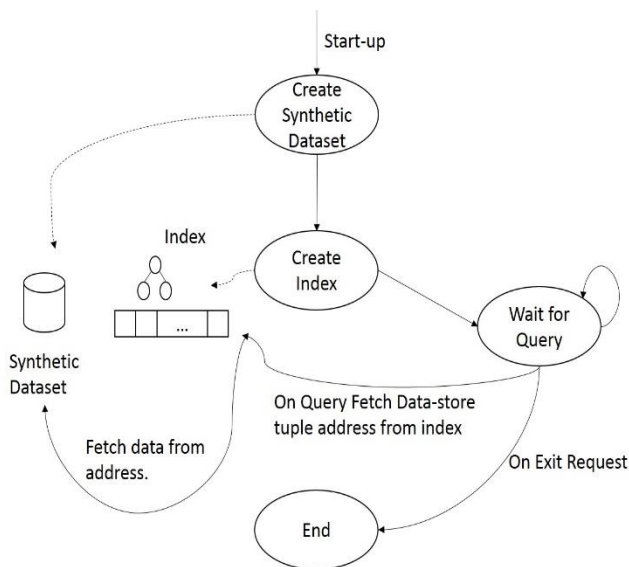 Start-up
Create
Synthetic
Dataset
Index
Create
Index
...
Wait for
Query
Synthetic
Dataset
On Query Fetch Data-store
tuple address from index
Fetch data from
address.
On Exit Request
End